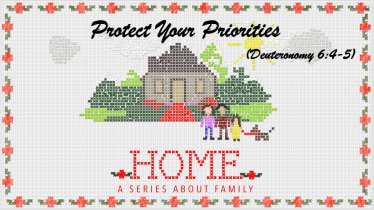 Protect Your Priorities
(Deuteronomy 6:4-5)
HOME
A SERIES ABOUT FAMILY